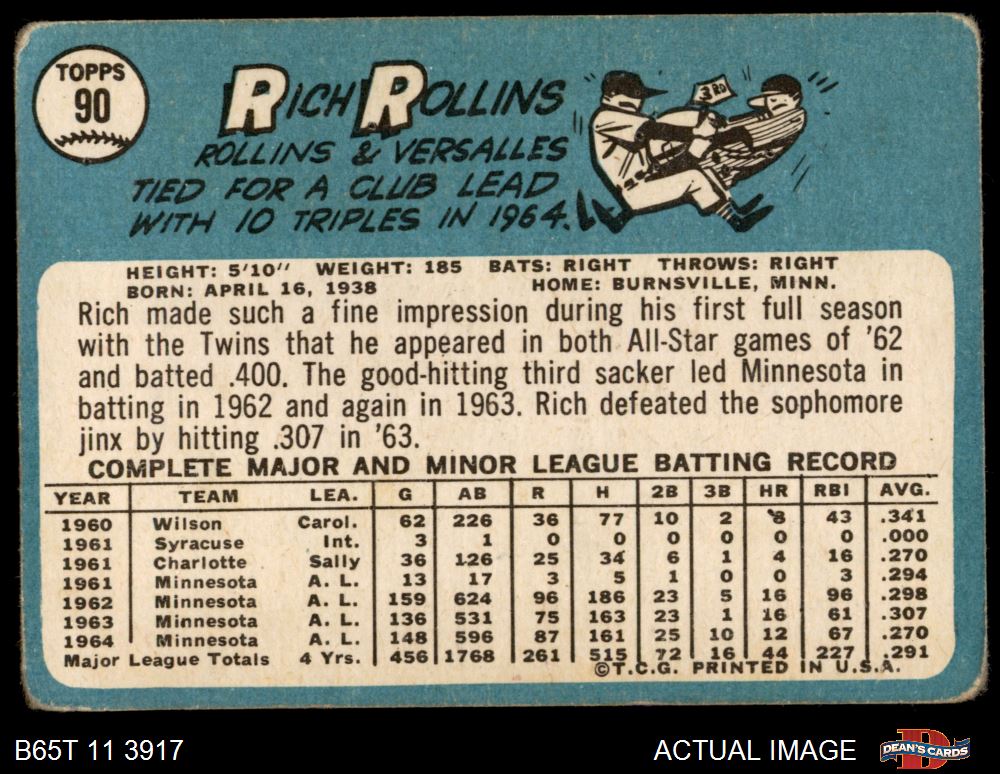 TOPPS
90
RICH ROLLINS
ROLLINS & VERSALLES
TIED FOR A CLUB LEAD
WITH 10 TRIPLES IN 1964.
3 RD
HEIGHT: 5'10" WEIGHT: 185 BATS: RIGHT THROWS: RIGHT
BORN: APRIL 16, 1938 HOME: BURNSVILLE, MINN.
Rich made such a fine impression during his first full season
with the Twins that he appeared in both All-Star games of '62
and batted .400. The good-hitting third sacker led Minnesota in
batting in 1962 and again in 1963. Rich defeated the sophomore
jinx by hitting .307 in '63.
COMPLETE MAJOR AND MINOR LEAGUE BATTING RECORD
YEAR TEAM LEA. G AB R H 2B 3B HR RBI AVG.
1960 Wilson Carol. 62 226 36 77 10 2 8 43 .341
1961 Syracuse Int. 3 1 0 0 0 0 0 0 .000
1961 Charlotte Sally 36 126 25 34 6 1 4 16 .270
1961 Minnesota A. L. 13 17 3 5 1 0 0 3 .294
1962 Minnesota A. L. 159 624 96 186 23 5 16 96 .298
1963 Minnesota A. L. 136 531 75 163 23 1 16 61 .307
1964 Minnesota A. L. 148 596 87 161 25 10 12 67 .270
Major League Totals 4 Yrs. 456 1768 261 515 72 16 44 227 .291
©T.C.G. PRINTED IN U.S.A.
B65T 11 3917 ACTUAL IMAGE
DEAN'S CARDS